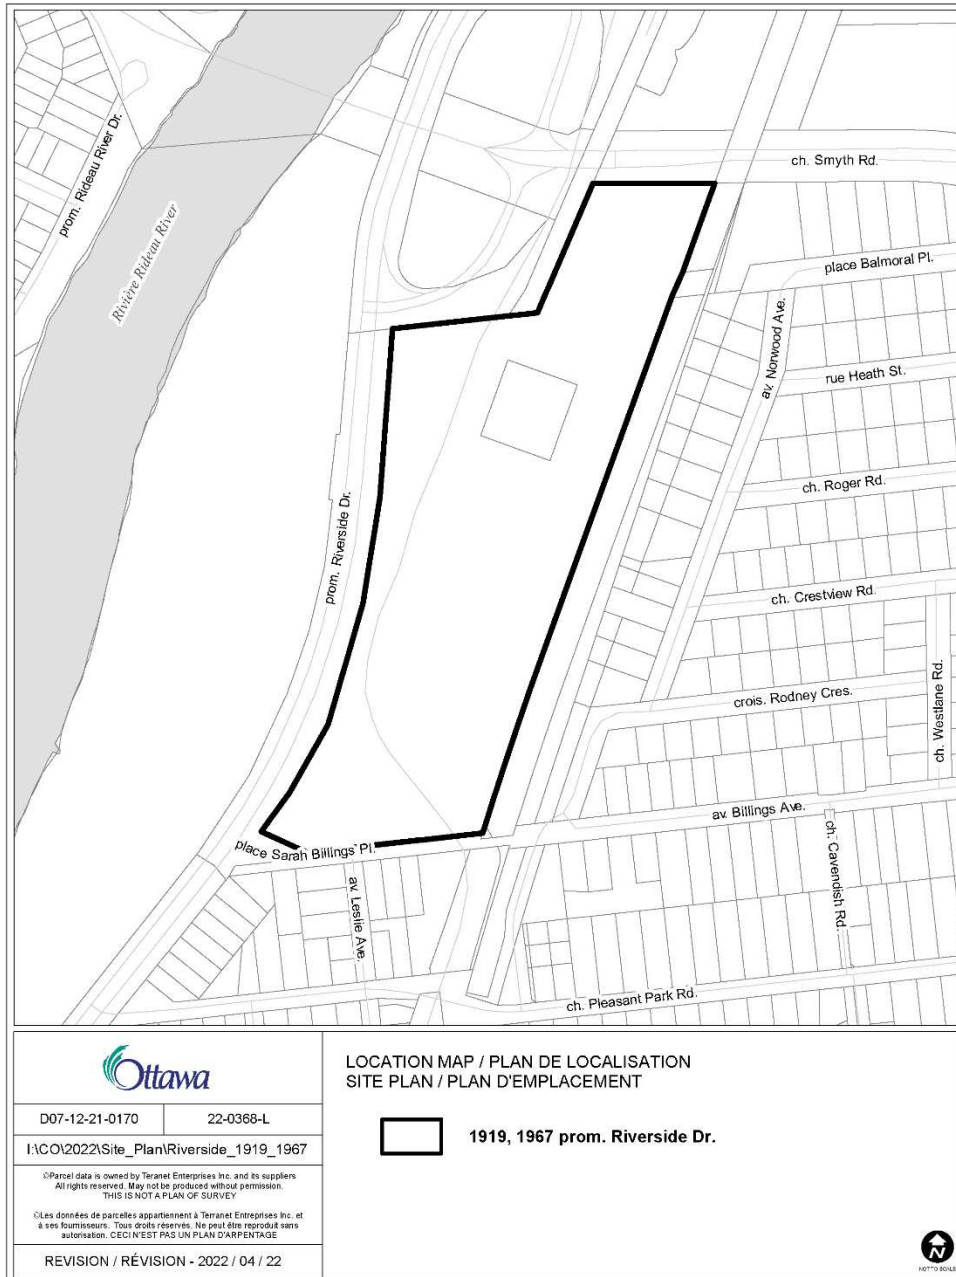 ch. Smyth Rd.
prom. Rideau River Dr.
Rivière Rideau River
place Balmoral Pl.
av. Norwood Ave.
rue Heath St.
ch. Roger Rd.
prom. Riverside Dr.
ch. Crestview Rd.
crois. Rodney Cres.
ch. Westlane Rd.
av. Billings Ave.
place Sarah Billings Pl.
av. Leslie Ave.
ch. Cavendish Rd.
ch. Pleasant Park Rd.
Ottawa
D07-12-21-0170
22-0368-L
I:\CO\2022\Site_Plan\Riverside_1919_1967
©Parcel data is owned by Teranet Enterprises Inc. and its suppliers
All rights reserved. May not be produced without permission.
THIS IS NOT A PLAN OF SURVEY
©Les données de parcelles appartiennent à Terranet Entreprises Inc. et
à ses fournisseurs. Tous droits réservés. Ne peut être reproduit sans
autorisation. CECI N'EST PAS UN PLAN D'ARPENTAGE
REVISION / RÉVISION - 2022 / 04 / 22
LOCATION MAP / PLAN DE LOCALISATION
SITE PLAN / PLAN D'EMPLACEMENT
1919, 1967 prom. Riverside Dr.
N
NOT TO SCALE